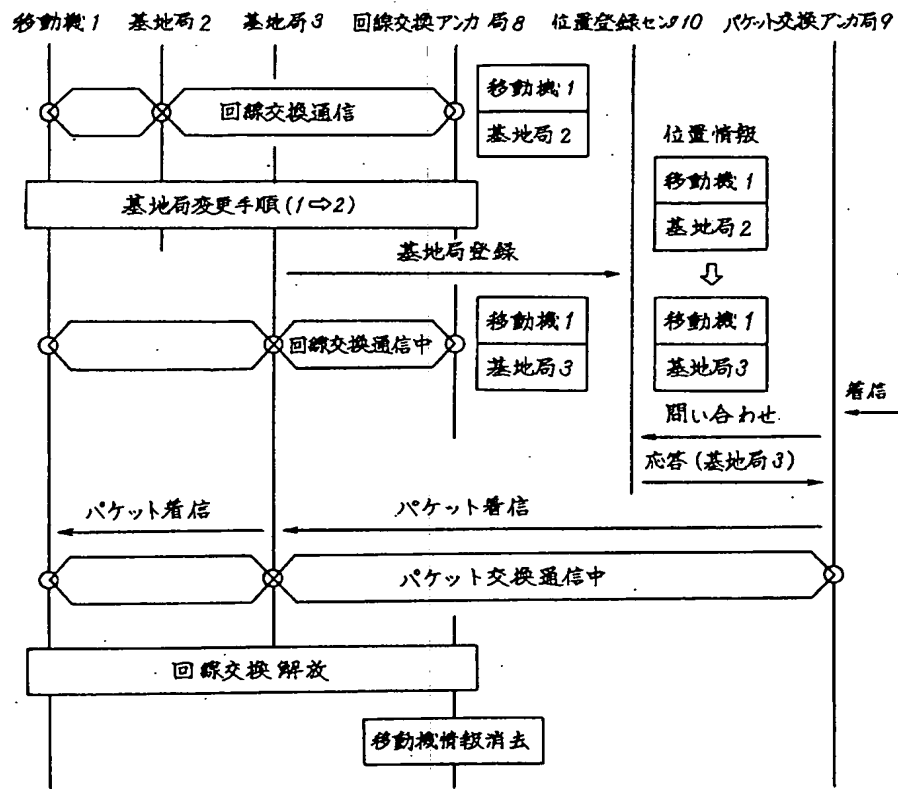 移動機1 基地局2 基地局3 回線交換アンカ局8 位置登録センタ10 パケット交換アンカ局9
回線交換通信
移動機1
基地局2
位置情報
移動機1
基地局2
基地局変更手順(1⇨2)
基地局登録
回線交換通信中
移動機1
基地局3
移動機1
基地局3
着信
問い合わせ
応答(基地局3)
パケット着信
パケット着信
パケット交換通信中
回線交換解放
移動機情報消去